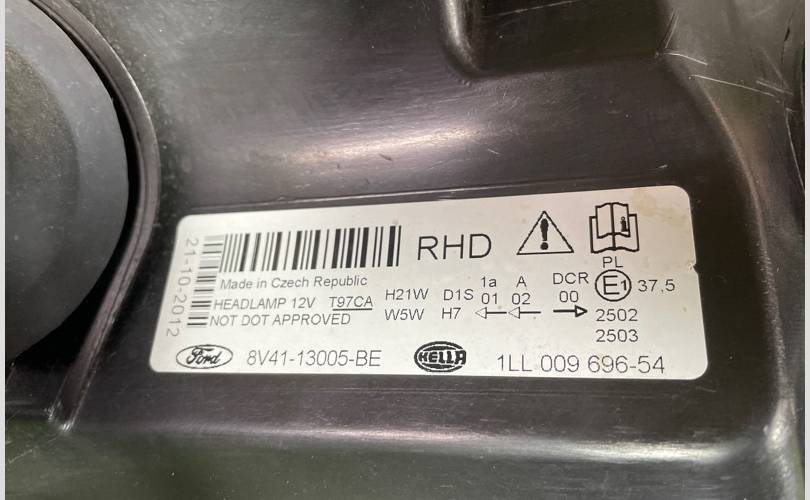 21-10-2012
RHD
Made in Czech Republic
HEADLAMP 12V T97CA
NOT DOT APPROVED
H21W D1S 1a A DCR PL
01 02 00 E1 37,5
W5W H7 2502
2503
Ford 8V41-13005-BE HELLA 1LL 009 696-54